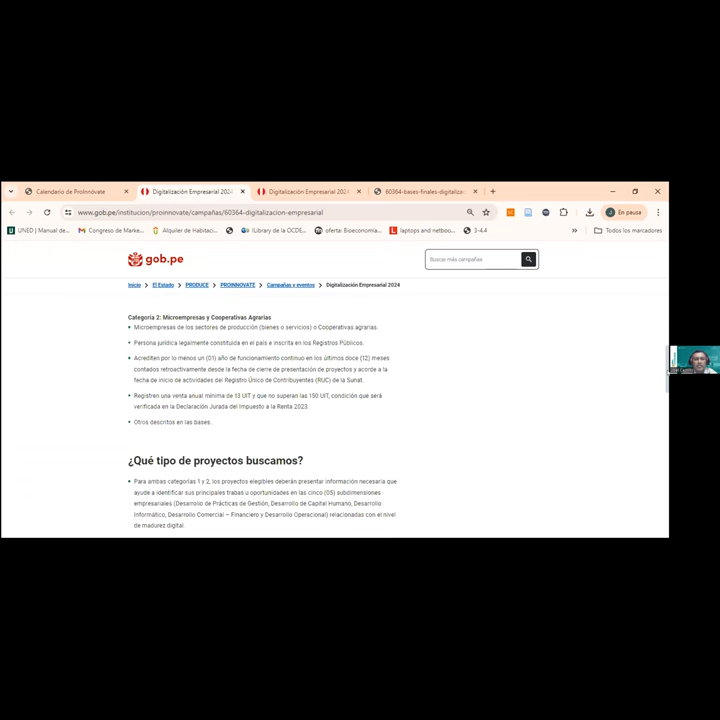 Calendario de ProInnóvate
Digitalización Empresarial 2024
Digitalización Empresarial 2024
60364-bases-finales-digitaliza
www.gob.pe/institucion/proinnovate/campañas/60364-digitalizacion-empresarial
En pausa
UNED | Manual de...
Congreso de Marke...
Alquiler de Habitaci...
iLibrary de la OCDE...
oferta: Bioeconomía...
laptops and netboo...
3-4.4
Todos los marcadores
gob.pe
Buscar más campañas
Inicio > El Estado > PRODUCE > PROINNOVATE > Campañas y eventos > Digitalización Empresarial 2024
Categoría 2: Microempresas y Cooperativas Agrarias
Microempresas de los sectores de producción (bienes o servicios) o Cooperativas agrarias.
Persona jurídica legalmente constituida en el país e inscrita en los Registros Públicos.
Acrediten por lo menos un (01) año de funcionamiento continuo en los últimos doce (12) meses
contados retroactivamente desde la fecha de cierre de presentación de proyectos y acorde a la
fecha de inicio de actividades del Registro Único de Contribuyentes (RUC) de la Sunat.
Registren una venta anual mínima de 13 UIT y que no superan las 150 UIT, condición que será
verificada en la Declaración Jurada del Impuesto a la Renta 2023.
Otros descritos en las bases.
¿Qué tipo de proyectos buscamos?
Para ambas categorías 1 y 2, los proyectos elegibles deberán presentar información necesaria que
ayude a identificar sus principales trabas u oportunidades en las cinco (05) subdimensiones
empresariales (Desarrollo de Prácticas de Gestión, Desarrollo de Capital Humano, Desarrollo
Informático, Desarrollo Comercial – Financiero y Desarrollo Operacional) relacionadas con el nivel
de madurez digital.